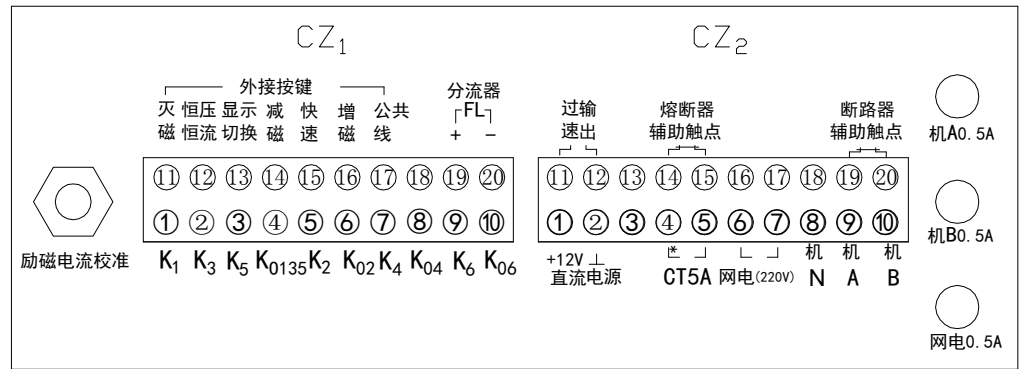 CZ1 CZ2
外接按键 分流器
灭磁 恒压恒流 显示切换 减磁 快速 增磁 公共线 FL + −
过速 输出 熔断器辅助触点 断路器辅助触点
机A0.5A
⑪ ⑫ ⑬ ⑭ ⑮ ⑯ ⑰ ⑱ ⑲ ⑳ ⑪ ⑫ ⑬ ⑭ ⑮ ⑯ ⑰ ⑱ ⑲ ⑳
① ② ③ ④ ⑤ ⑥ ⑦ ⑧ ⑨ ⑩ ① ② ③ ④ ⑤ ⑥ ⑦ ⑧ ⑨ ⑩
机B0.5A
励磁电流校准 K1 K3 K5 K0135 K2 K02 K4 K04 K6 K06
+12V ⊥ * 机 机 机
直流电源 CT5A 网电(220V) N A B
网电0.5A